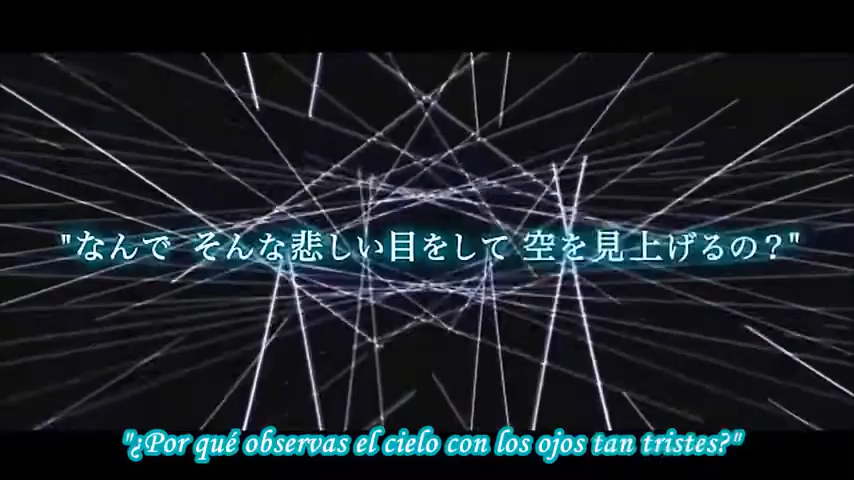 "なんで そんな悲しい目をして 空を見上げるの？"
"¿Por qué observas el cielo con los ojos tan tristes?"